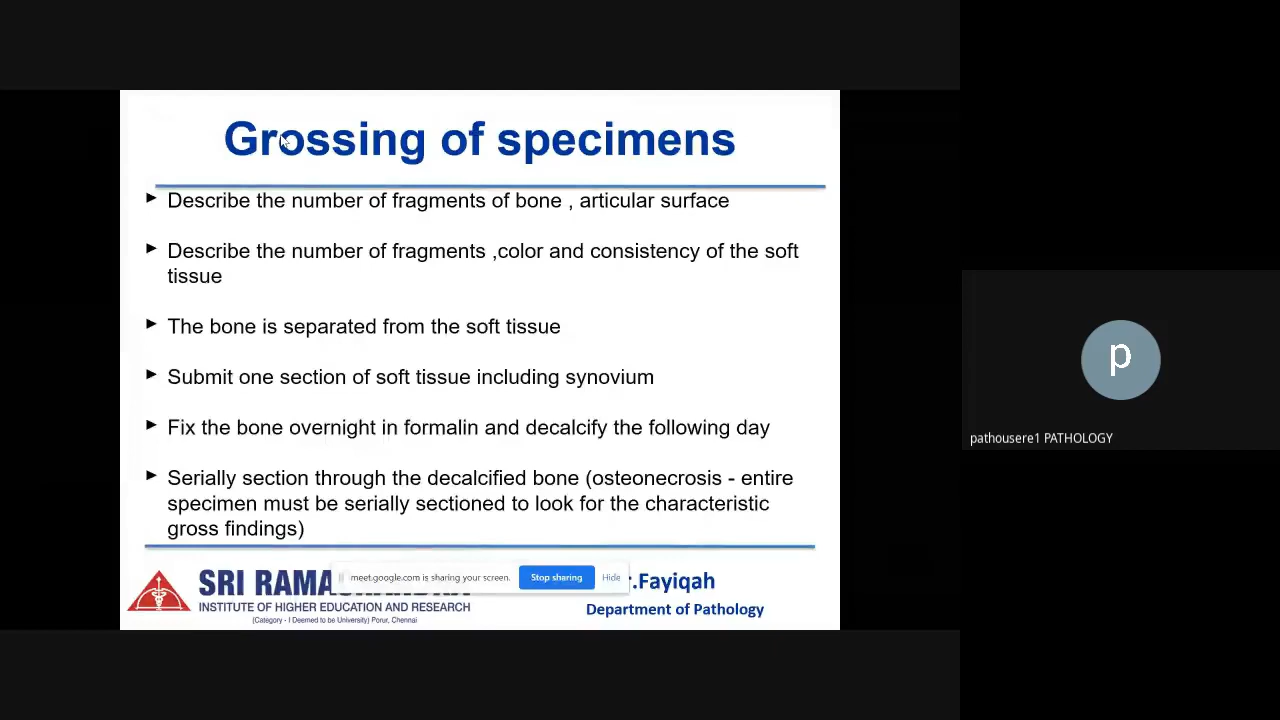 Grossing of specimens
Describe the number of fragments of bone , articular surface
Describe the number of fragments ,color and consistency of the soft
tissue
The bone is separated from the soft tissue
Submit one section of soft tissue including synovium
Fix the bone overnight in formalin and decalcify the following day
Serially section through the decalcified bone (osteonecrosis - entire
specimen must be serially sectioned to look for the characteristic
gross findings)
SRI
INSTITUTE OF HIGHER EDUCATION AND RESEARCH
(Category - I Deemed to be University) Porur, Chennai
meet.google.com is sharing your screen.
Stop sharing
Hide
.Fayiqah
Department of Pathology
p
pathousere1 PATHOLOGY